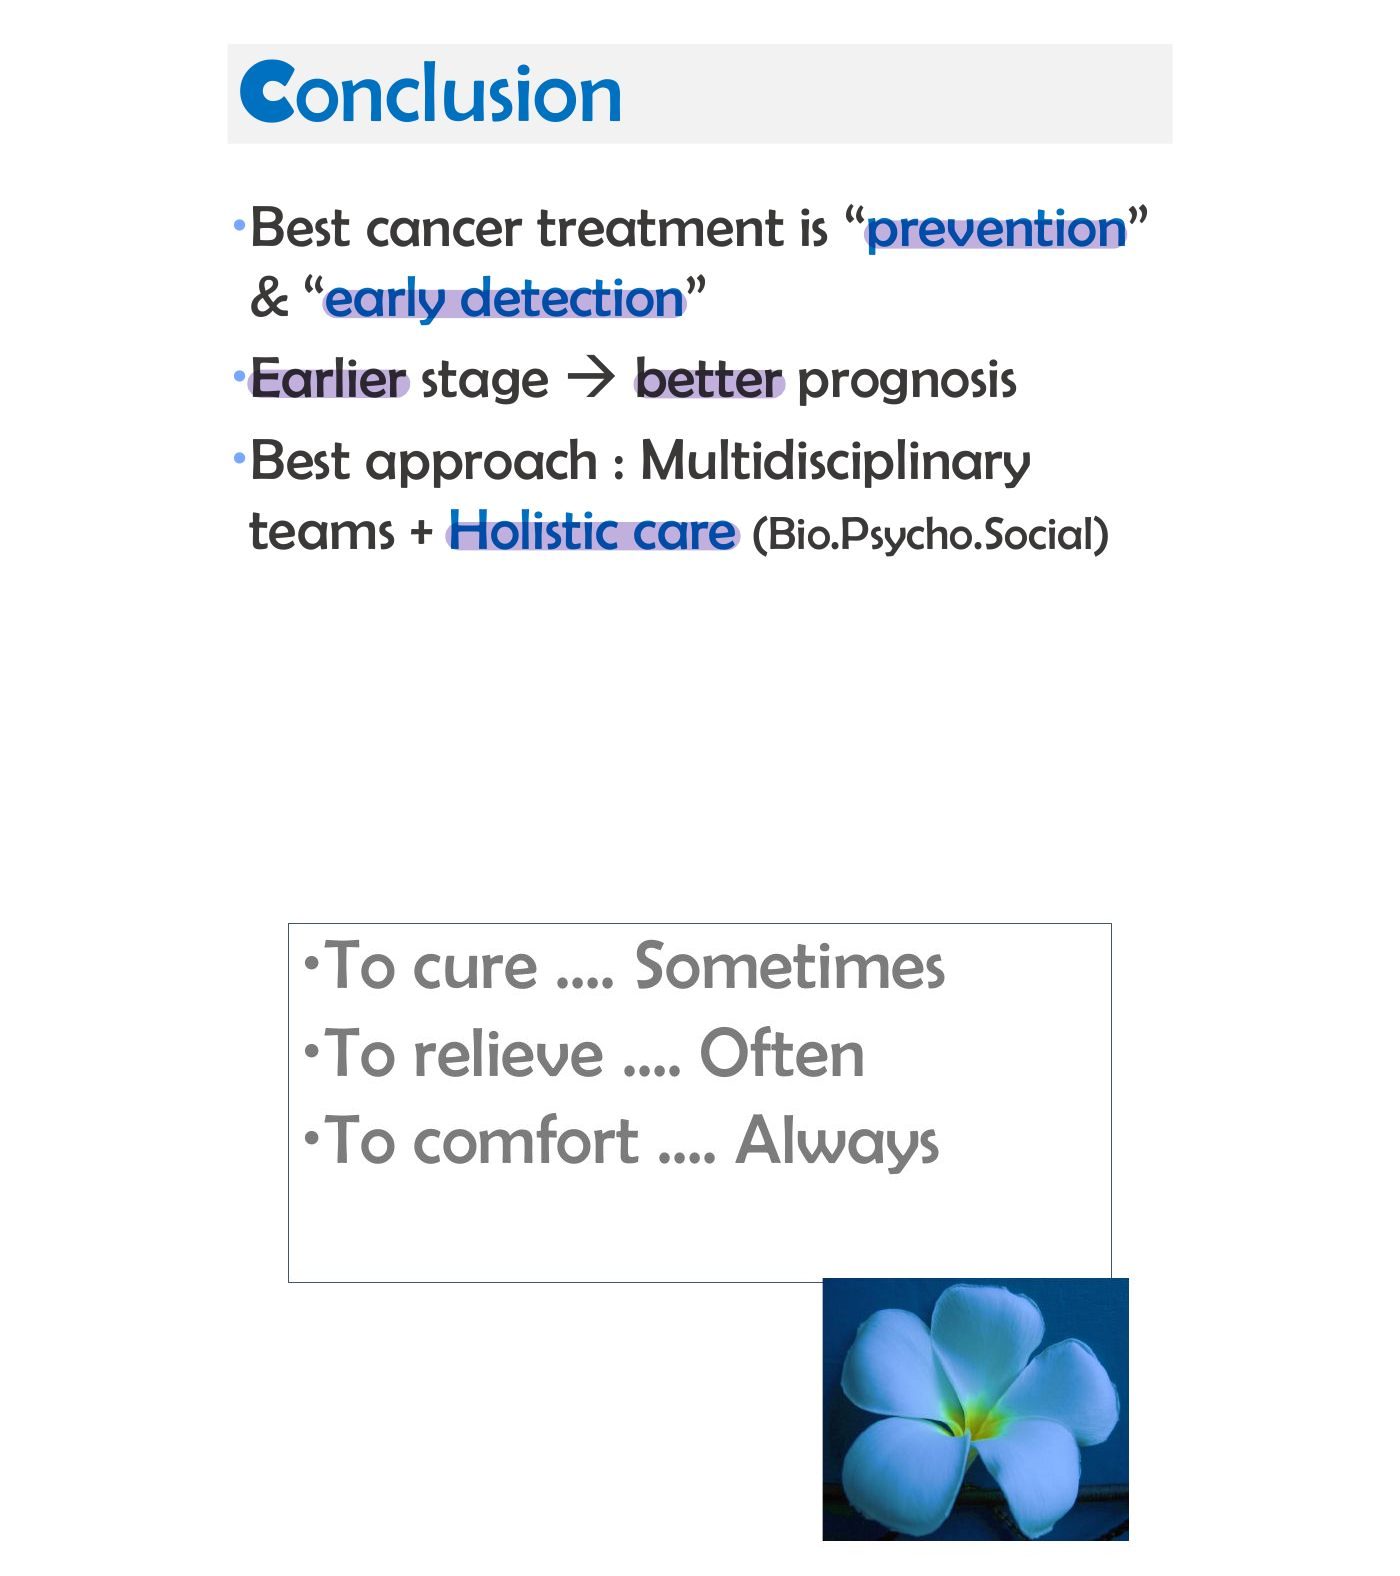 Conclusion
•Best cancer treatment is “prevention”
& “early detection”
•Earlier stage → better prognosis
•Best approach : Multidisciplinary
teams + Holistic care (Bio.Psycho.Social)
•To cure .... Sometimes
•To relieve .... Often
•To comfort .... Always